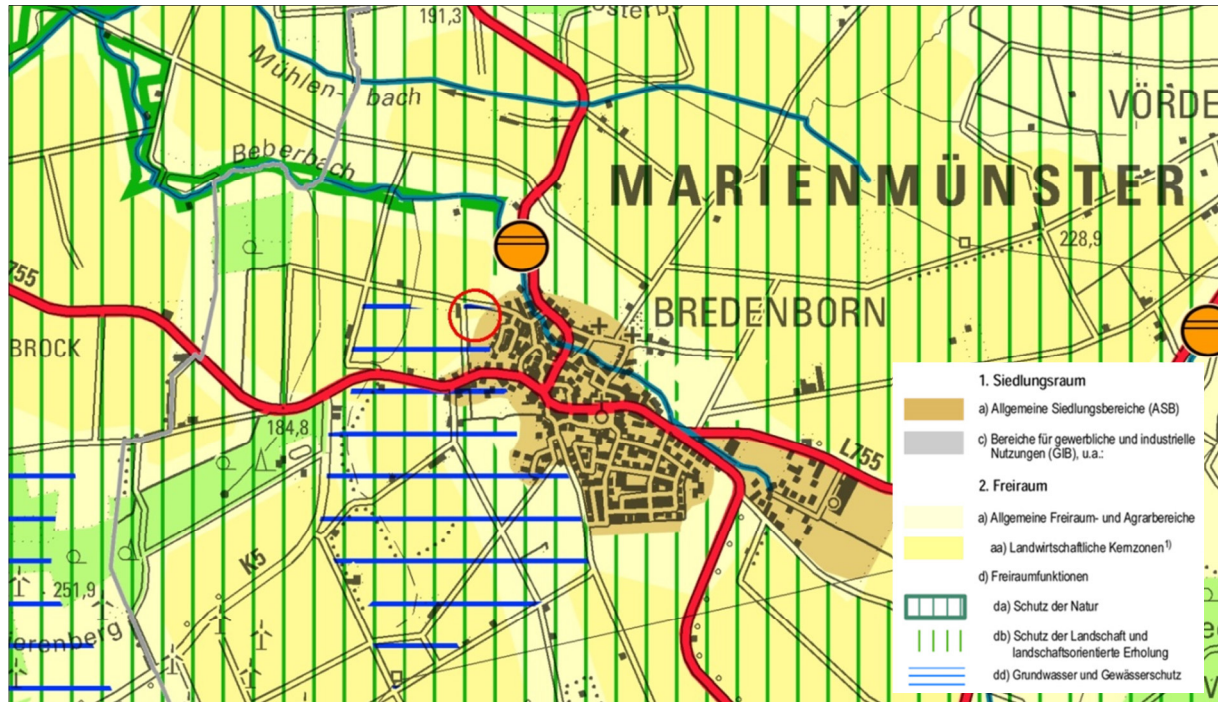 191,3
Mühlen-
bach
VÖRDE
Beberbach
MARIENMÜNSTER
228,9
755
BREDENBORN
BROCK
184,8
L755
K5
251,9
ierenberg
1. Siedlungsraum
a) Allgemeine Siedlungsbereiche (ASB)
c) Bereiche für gewerbliche und industrielle
Nutzungen (GIB), u.a.:
2. Freiraum
a) Allgemeine Freiraum- und Agrarbereiche
aa) Landwirtschaftliche Kernzonen¹⁾
d) Freiraumfunktionen
da) Schutz der Natur
db) Schutz der Landschaft und
landschaftsorientierte Erholung
dd) Grundwasser und Gewässerschutz